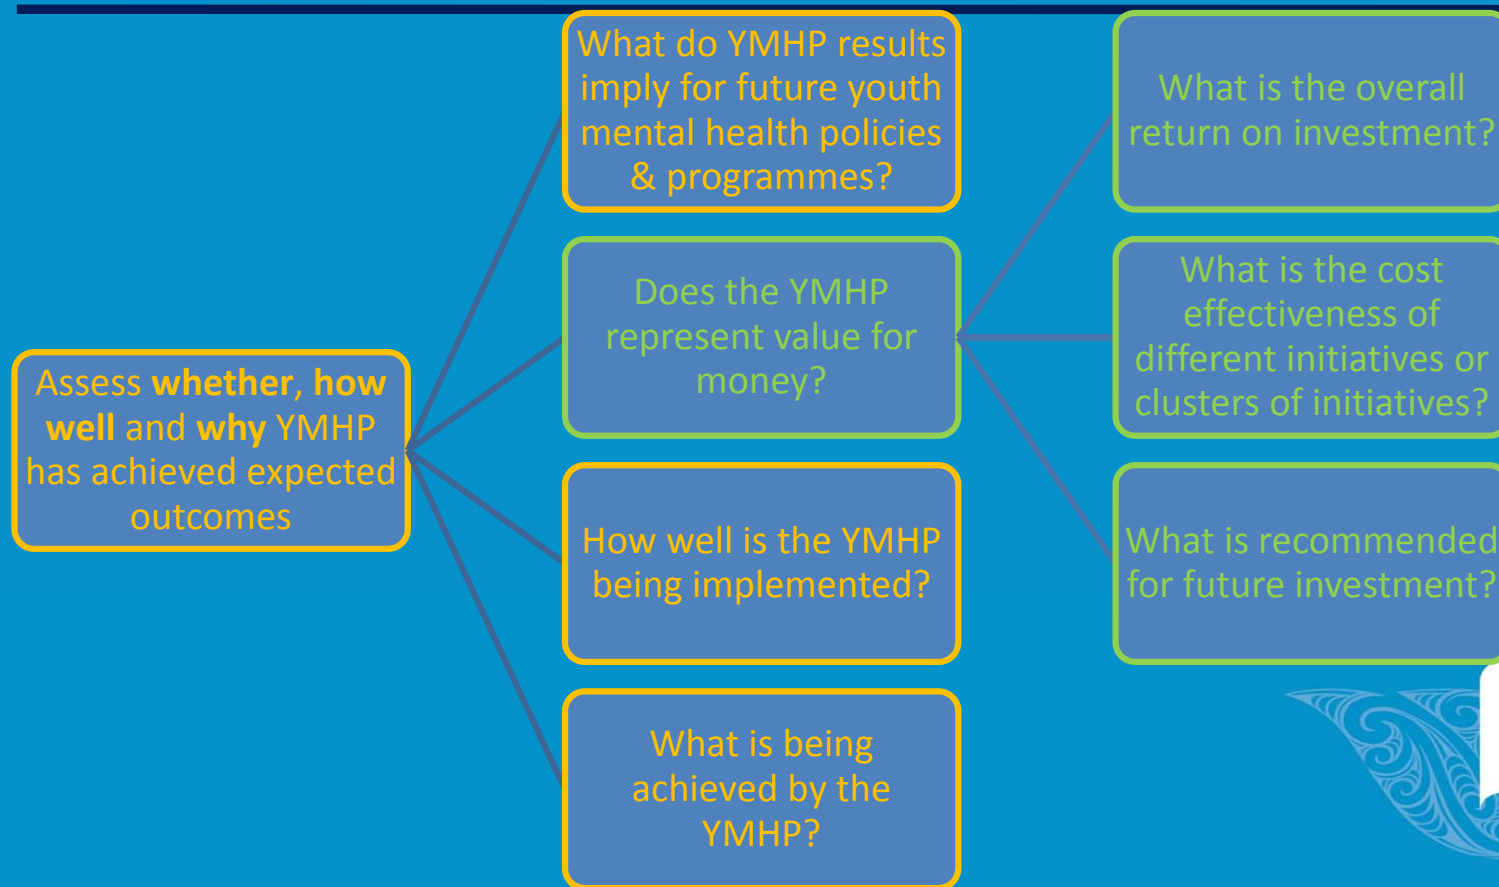 Assess whether, how
well and why YMHP
has achieved expected
outcomes
What do YMHP results
imply for future youth
mental health policies
& programmes?
Does the YMHP
represent value for
money?
How well is the YMHP
being implemented?
What is being
achieved by the
YMHP?
What is the overall
return on investment?
What is the cost
effectiveness of
different initiatives or
clusters of initiatives?
What is recommended
for future investment?